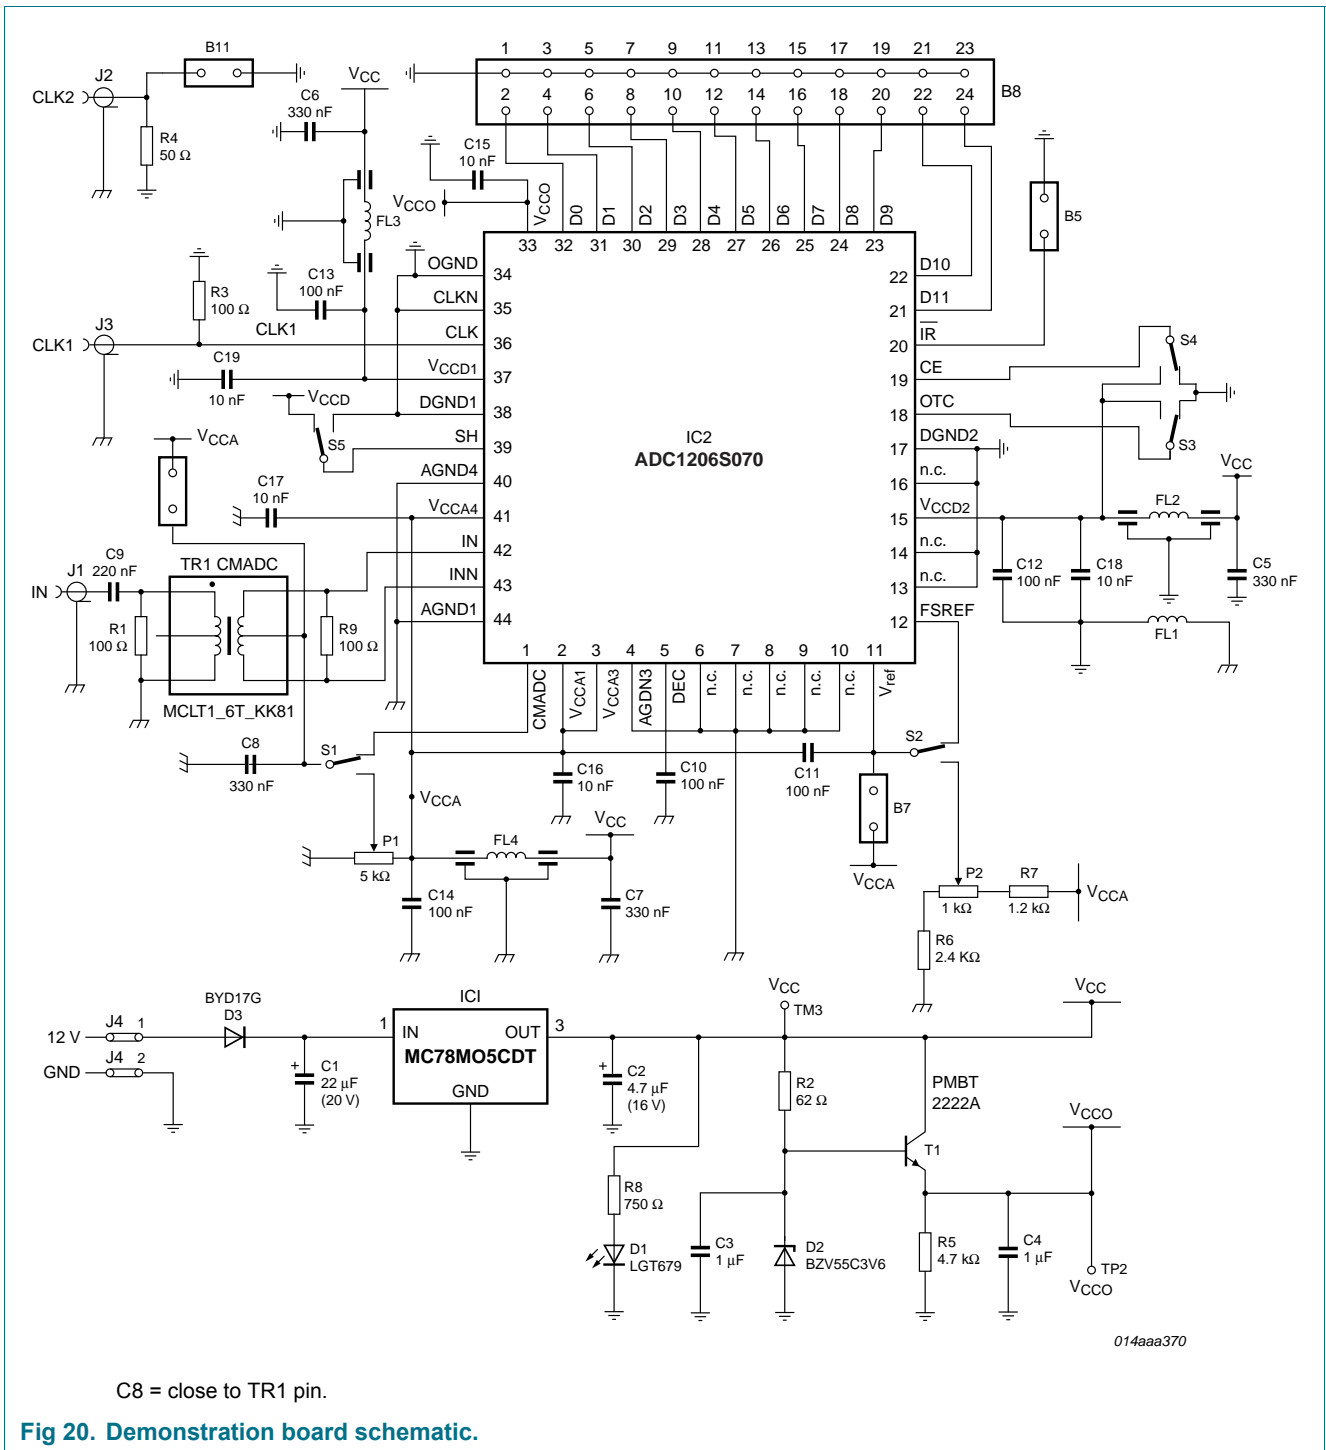 B11
1 3 5 7 9 11 13 15 17 19 21 23
J2
CLK2
VCC
C6
330 nF
2 4 6 8 10 12 14 16 18 20 22 24
B8
R4
50 Ω
C15
10 nF
VCCO
VCCO
FL3
D0 D1 D2 D3 D4 D5 D6 D7 D8 D9
B5
33 32 31 30 29 28 27 26 25 24 23
OGND 34
22 D10
C13
100 nF
CLKN 35
21 D11
R3
100 Ω
CLK1
J3
CLK1
CLK 36
20 IR
S4
C19
10 nF
VCCD1 37
19 CE
VCCD
DGND1 38
18 OTC
S5
SH 39
IC2
ADC1206S070
17 DGND2
S3
VCCA
AGND4 40
16 n.c.
VCC
C17
10 nF
VCCA4 41
15 VCCD2
FL2
IN 42
14 n.c.
C9
220 nF
J1
IN
TR1 CMADC
INN 43
13 n.c.
C12
100 nF
C18
10 nF
C5
330 nF
R1
100 Ω
R9
100 Ω
AGND1 44
12 FSREF
FL1
1 2 3 4 5 6 7 8 9 10 11
CMADC VCCA1 VCCA3 AGDN3 DEC n.c. n.c. n.c. n.c. n.c. Vref
MCLT1_6T_KK81
C8
330 nF
S1
S2
C16
10 nF
C10
100 nF
C11
100 nF
B7
VCCA
P1
5 kΩ
FL4
VCC
VCCA
C14
100 nF
C7
330 nF
P2
1 kΩ
R7
1.2 kΩ
VCCA
R6
2.4 KΩ
BYD17G
D3
ICI
VCC
TM3
VCC
12 V J4 1
1 IN OUT 3
MC78MO5CDT
GND
GND J4 2
C1
22 μF
(20 V)
C2
4.7 μF
(16 V)
R2
62 Ω
PMBT
2222A
VCCO
T1
R8
750 Ω
D1
LGT679
C3
1 μF
D2
BZV55C3V6
R5
4.7 kΩ
C4
1 μF
TP2
VCCO
014aaa370
C8 = close to TR1 pin.
Fig 20. Demonstration board schematic.